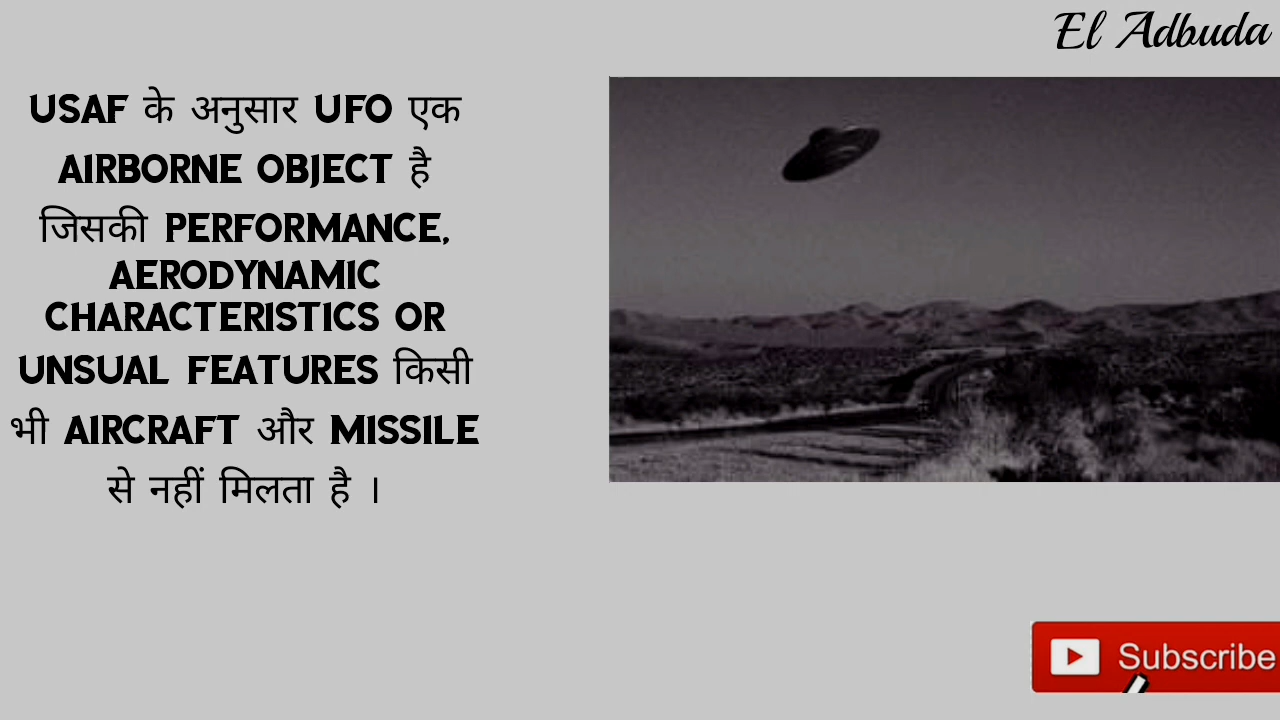 El Adbuda
USAF के अनुसार UFO एक
AIRBORNE OBJECT है
जिसकी PERFORMANCE,
AERODYNAMIC
CHARACTERISTICS OR
UNSUAL FEATURES किसी
भी AIRCRAFT और MISSILE
से नहीं मिलता है ।
Subscribe